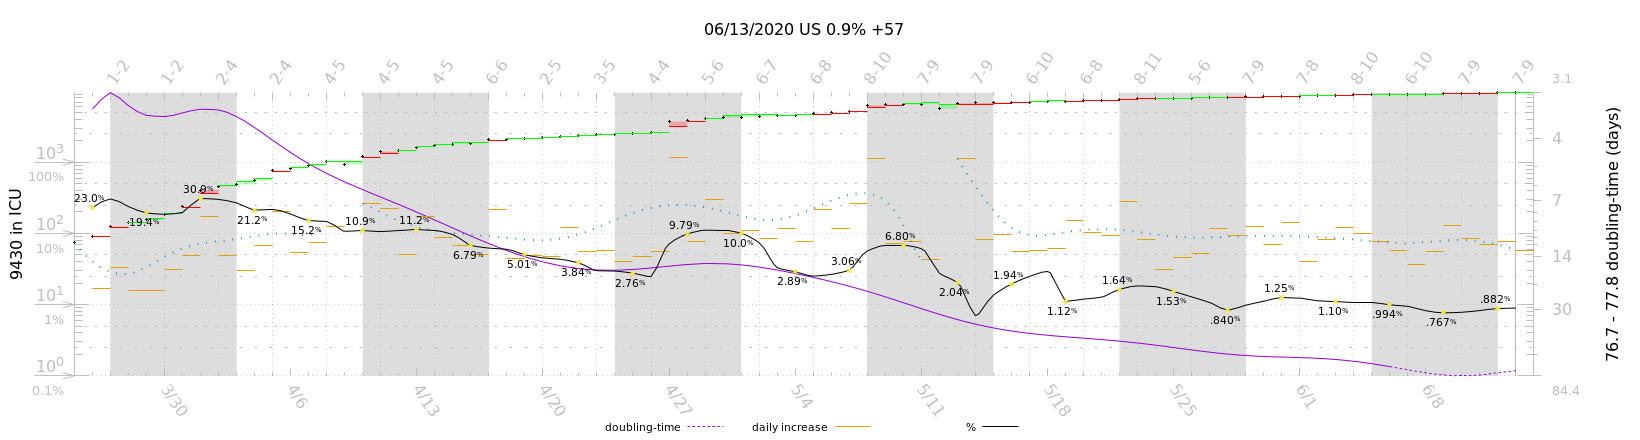 06/13/2020 US 0.9% +57
1-2 1-2 2-4 2-4 4-5 4-5 4-5 6-6 2-5 3-5 4-4 5-6 6-7 6-8 8-10 7-9 7-9 6-10 6-8 8-11 5-6 7-9 7-8 8-10 6-10 7-9 7-9
3.1
4
7
14
30
84.4
10³
100%
10²
10%
10¹
1%
10⁰
0.1%
9430 in ICU
76.7 - 77.8 doubling-time (days)
23.0% 19.4% 30.9% 21.2% 15.2% 10.9% 11.2% 6.79% 5.01% 3.84% 2.76% 9.79% 10.0% 2.89% 3.06% 6.80% 2.04% 1.94% 1.12% 1.64% 1.53% .840% 1.25% 1.10% .994% .767% .882%
3/30 4/6 4/13 4/20 4/27 5/4 5/11 5/18 5/25 6/1 6/8
doubling-time daily increase %